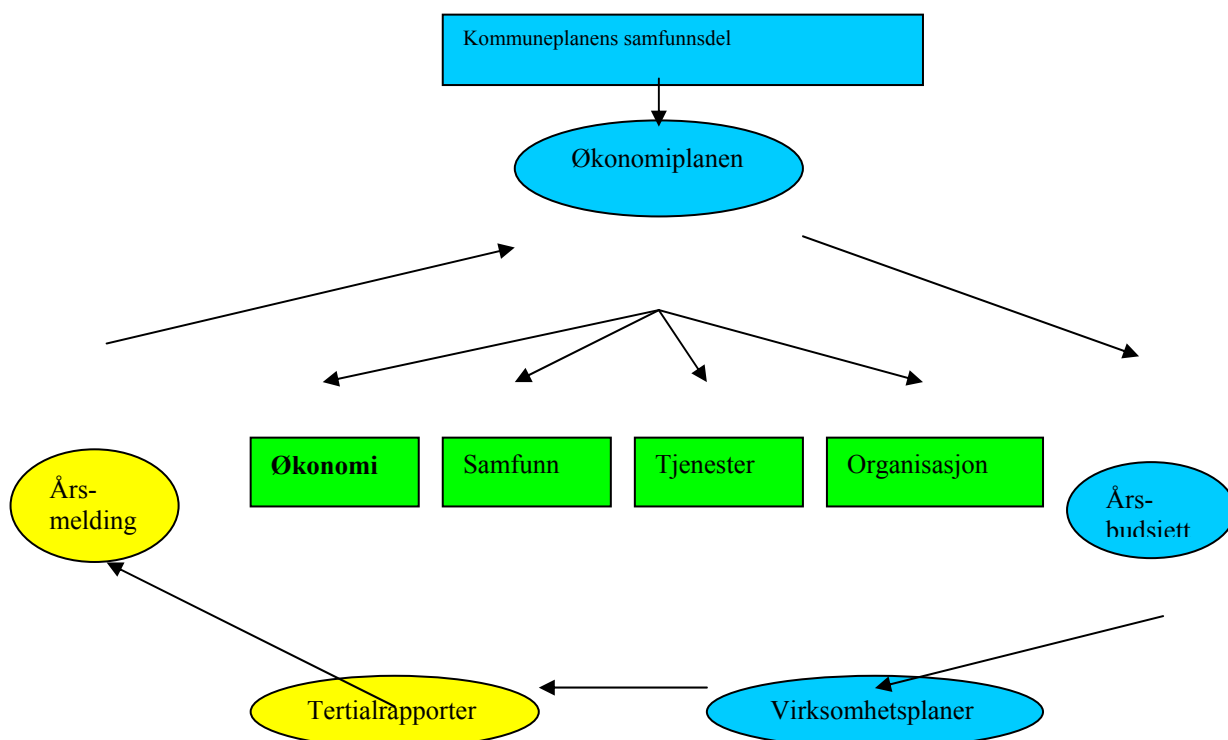 Kommuneplanens samfunnsdel
Økonomiplanen
Økonomi
Samfunn
Tjenester
Organisasjon
Års-
melding
Års-
budsjett
Tertialrapporter
Virksomhetsplaner